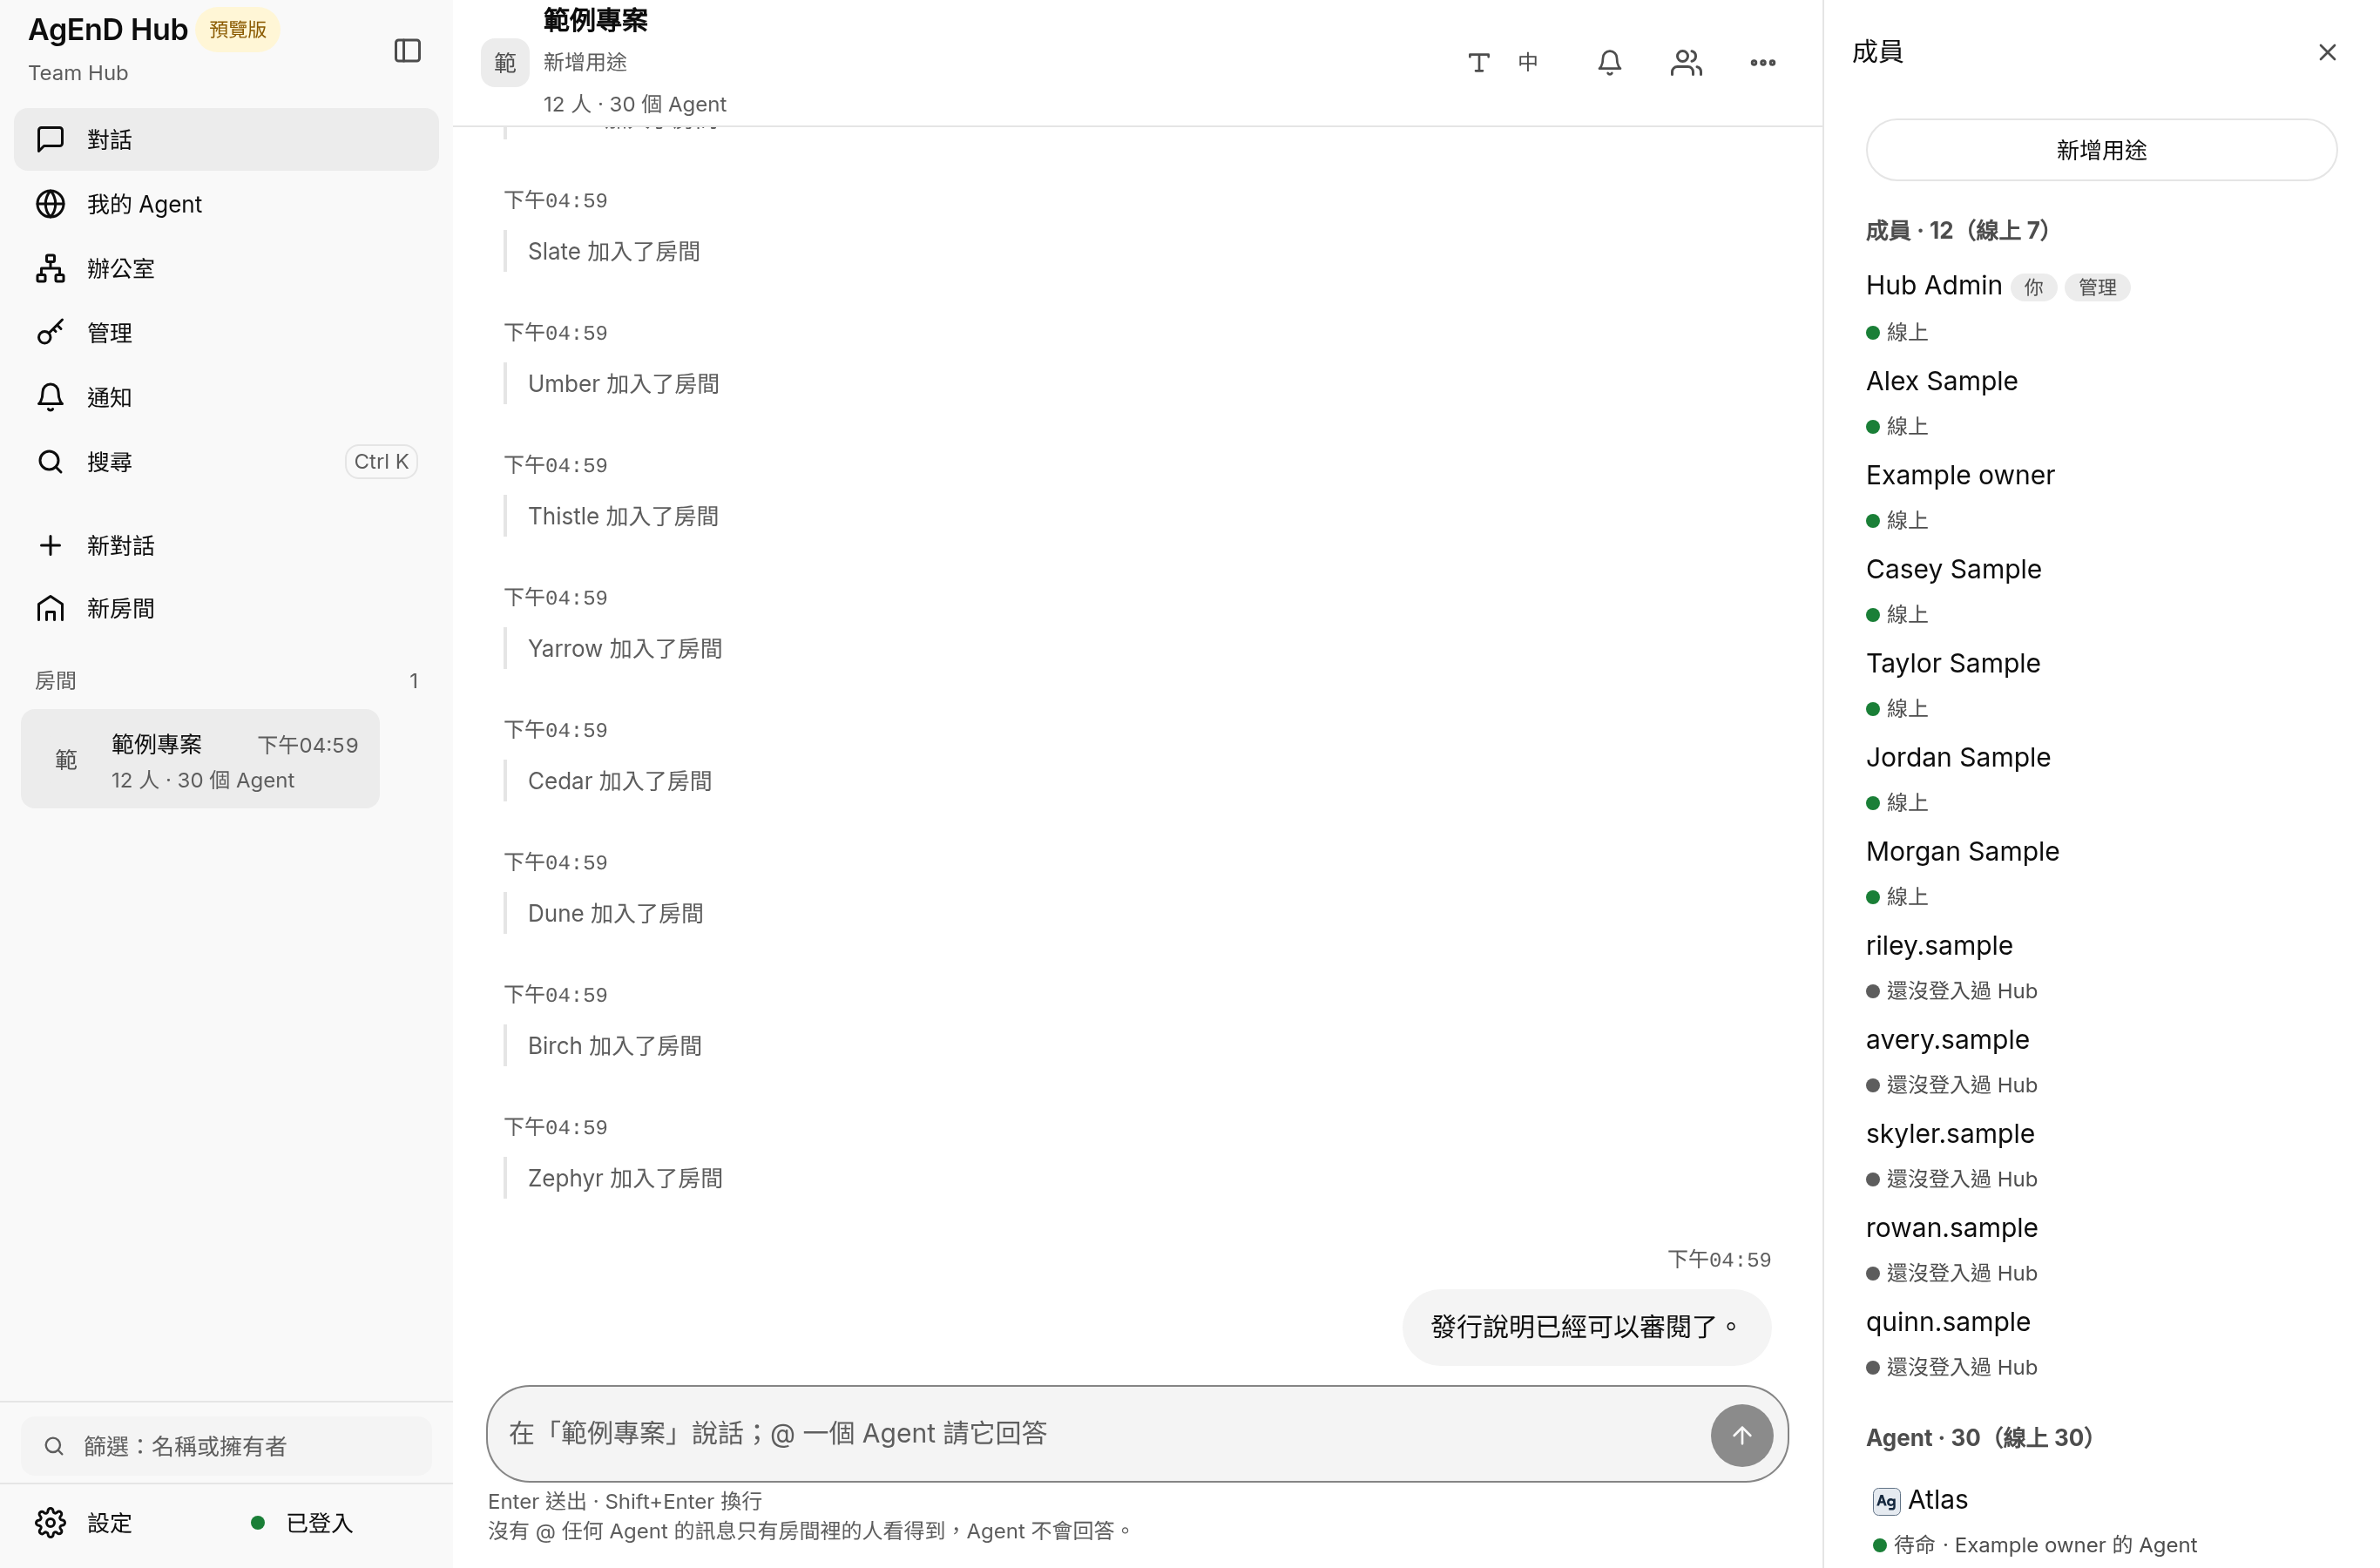 AgEnD Hub 預覽版
Team Hub
對話
我的 Agent
辦公室
管理
通知
搜尋 Ctrl K
新對話
新房間
房間 1
範 範例專案 下午04:59
12 人 · 30 個 Agent
篩選：名稱或擁有者
設定 已登入
範 範例專案
新增用途
12 人 · 30 個 Agent
T 中
下午04:59
Slate 加入了房間
下午04:59
Umber 加入了房間
下午04:59
Thistle 加入了房間
下午04:59
Yarrow 加入了房間
下午04:59
Cedar 加入了房間
下午04:59
Dune 加入了房間
下午04:59
Birch 加入了房間
下午04:59
Zephyr 加入了房間
下午04:59
發行說明已經可以審閱了。
在「範例專案」說話；@ 一個 Agent 請它回答
Enter 送出 · Shift+Enter 換行
沒有 @ 任何 Agent 的訊息只有房間裡的人看得到，Agent 不會回答。
成員
新增用途
成員 · 12（線上 7）
Hub Admin 你 管理
線上
Alex Sample
線上
Example owner
線上
Casey Sample
線上
Taylor Sample
線上
Jordan Sample
線上
Morgan Sample
線上
riley.sample
還沒登入過 Hub
avery.sample
還沒登入過 Hub
skyler.sample
還沒登入過 Hub
rowan.sample
還沒登入過 Hub
quinn.sample
還沒登入過 Hub
Agent · 30（線上 30）
Ag Atlas
待命 · Example owner 的 Agent